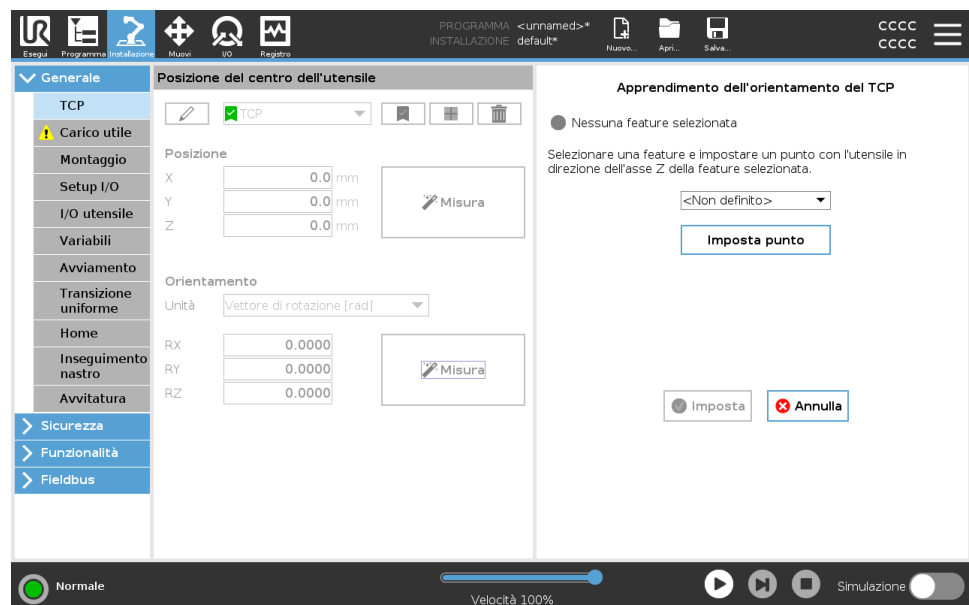 Esegui
Programma
Installazione
Muovi
I/O
Registro
PROGRAMMA <unnamed>*
INSTALLAZIONE default*
Nuovo...
Apri...
Salva...
CCCC
CCCC
Generale
TCP
Carico utile
Montaggio
Setup I/O
I/O utensile
Variabili
Avviamento
Transizione
uniforme
Home
Inseguimento
nastro
Avvitatura
Sicurezza
Funzionalità
Fieldbus
Posizione del centro dell'utensile
TCP
Posizione
X 0.0 mm
Y 0.0 mm
Z 0.0 mm
Misura
Orientamento
Unità Vettore di rotazione [rad]
RX 0.0000
RY 0.0000
RZ 0.0000
Misura
Apprendimento dell'orientamento del TCP
Nessuna feature selezionata
Selezionare una feature e impostare un punto con l'utensile in
direzione dell'asse Z della feature selezionata.
<Non definito>
Imposta punto
Imposta
Annulla
Normale
Velocità 100%
Simulazione